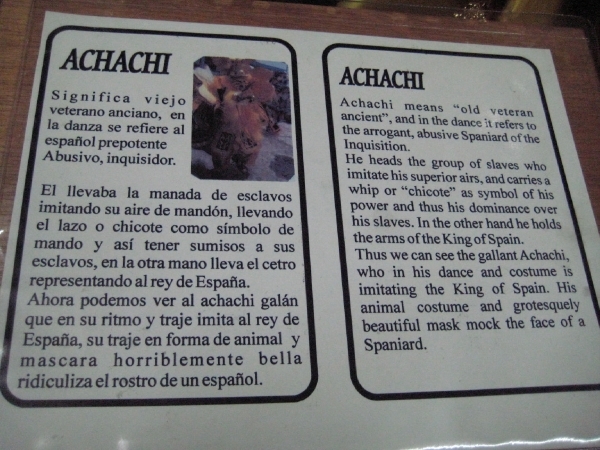 ACHACHI
Significa viejo
veterano anciano, en
la danza se refiere al
español prepotente
Abusivo, inquisidor.
El llevaba la manada de esclavos
imitando su aire de mandón, llevando
el lazo o chicote como símbolo de
mando y así tener sumisos a sus
esclavos, en la otra mano lleva el cetro
representando al rey de España.
Ahora podemos ver al achachi galán
que en su ritmo y traje imita al rey de
España, su traje en forma de animal y
mascara horriblemente bella
ridiculiza el rostro de un español.
ACHACHI
Achachi means "old veteran
ancient", and in the dance it refers to
the arrogant, abusive Spaniard of the
Inquisition.
He heads the group of slaves who
imitate his superior airs, and carries a
whip or "chicote" as symbol of his
power and thus his dominance over
his slaves. In the other hand he holds
the arms of the King of Spain.
Thus we can see the gallant Achachi,
who in his dance and costume is
imitating the King of Spain. His
animal costume and grotesquely
beautiful mask mock the face of a
Spaniard.